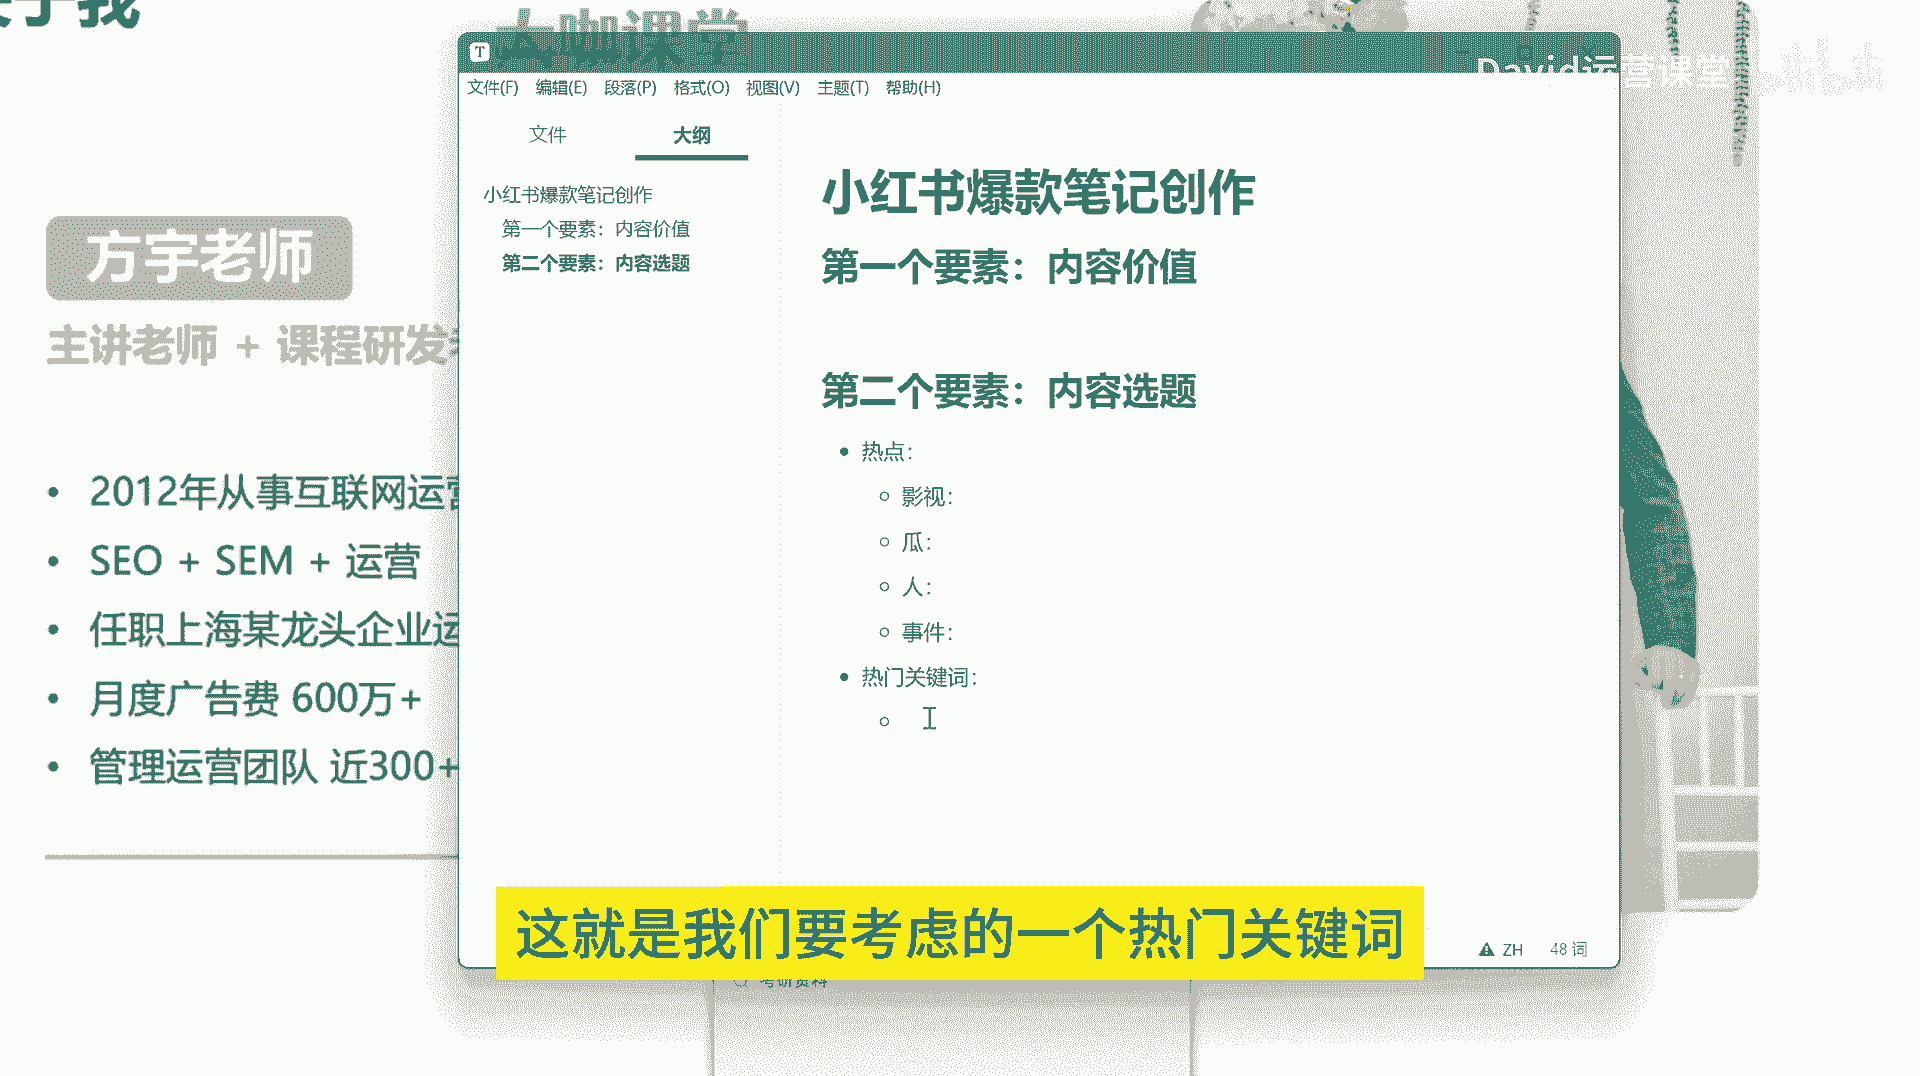 关于我
大咖课堂
David运营课堂
bilibili
方宇老师
主讲老师 + 课程研发
• 2012年从事互联网运营
• SEO + SEM + 运营
• 任职上海某龙头企业运
• 月度广告费 600万+
• 管理运营团队 近300+
T
文件(F) 编辑(E) 段落(P) 格式(O) 视图(V) 主题(T) 帮助(H)
文件 大纲
小红书爆款笔记创作
第一个要素：内容价值
第二个要素：内容选题
小红书爆款笔记创作
第一个要素：内容价值
第二个要素：内容选题
• 热点：
○ 影视：
○ 瓜：
○ 人：
○ 事件：
• 热门关键词：
ZH 48 词
这就是我们要考虑的一个热门关键词
考研资料